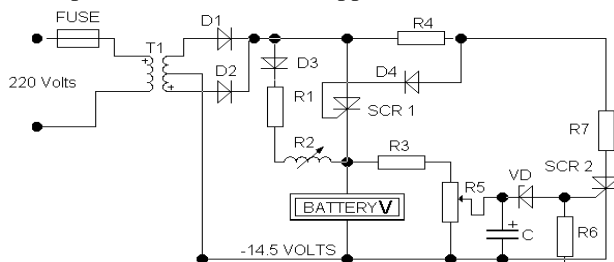 FUSE
T1
D1
D2
220 Volts
+
+
D3
R1
R2
R4
D4
SCR 1
R3
R5
VD
SCR 2
R7
BATTERY V
+
C
R6
-14.5 VOLTS